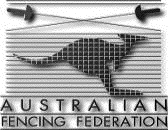 AUSTRALIAN
FENCING FEDERATION